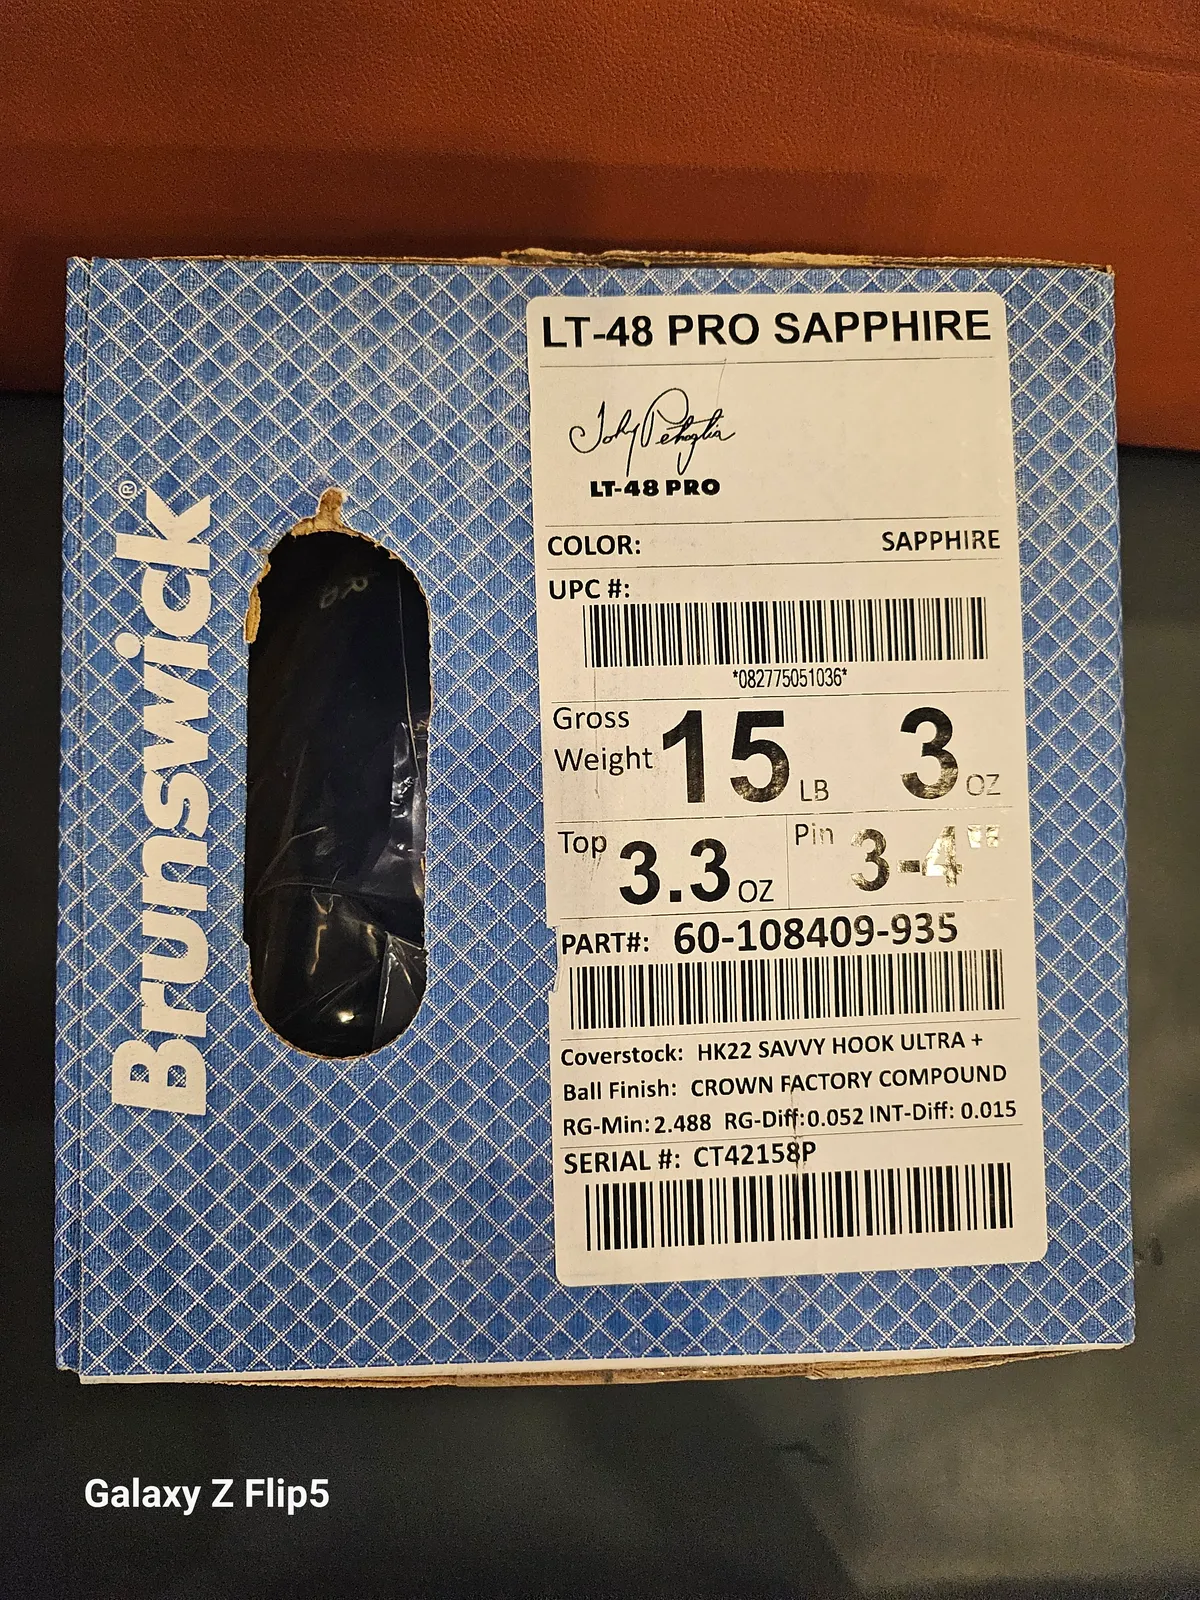 Brunswick®
LT-48 PRO SAPPHIRE
Johnny Petraglia
LT-48 PRO
COLOR: SAPPHIRE
UPC #:
*082775051036*
Gross Weight 15 LB 3 OZ
Top 3.3 OZ Pin 3-4"
PART#: 60-108409-935
Coverstock: HK22 SAVVY HOOK ULTRA +
Ball Finish: CROWN FACTORY COMPOUND
RG-Min: 2.488 RG-Diff: 0.052 INT-Diff: 0.015
SERIAL #: CT42158P
Galaxy Z Flip5